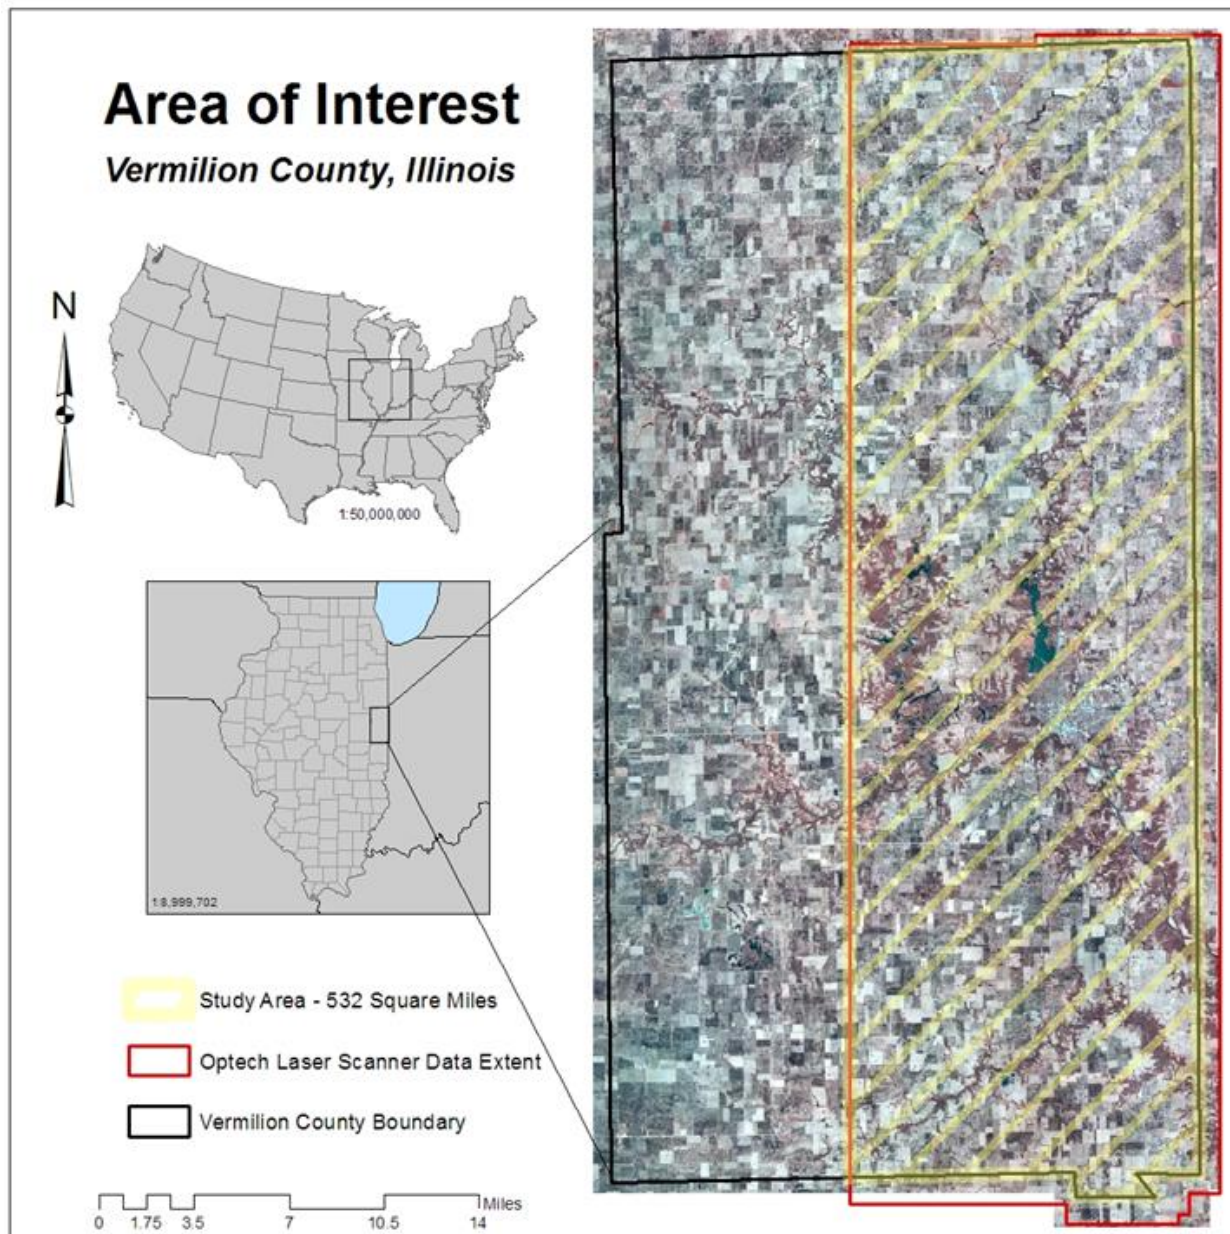 Area of Interest
Vermilion County, Illinois
N
1:50,000,000
1:8,999,702
Study Area - 532 Square Miles
Optech Laser Scanner Data Extent
Vermilion County Boundary
Miles
0 1.75 3.5 7 10.5 14